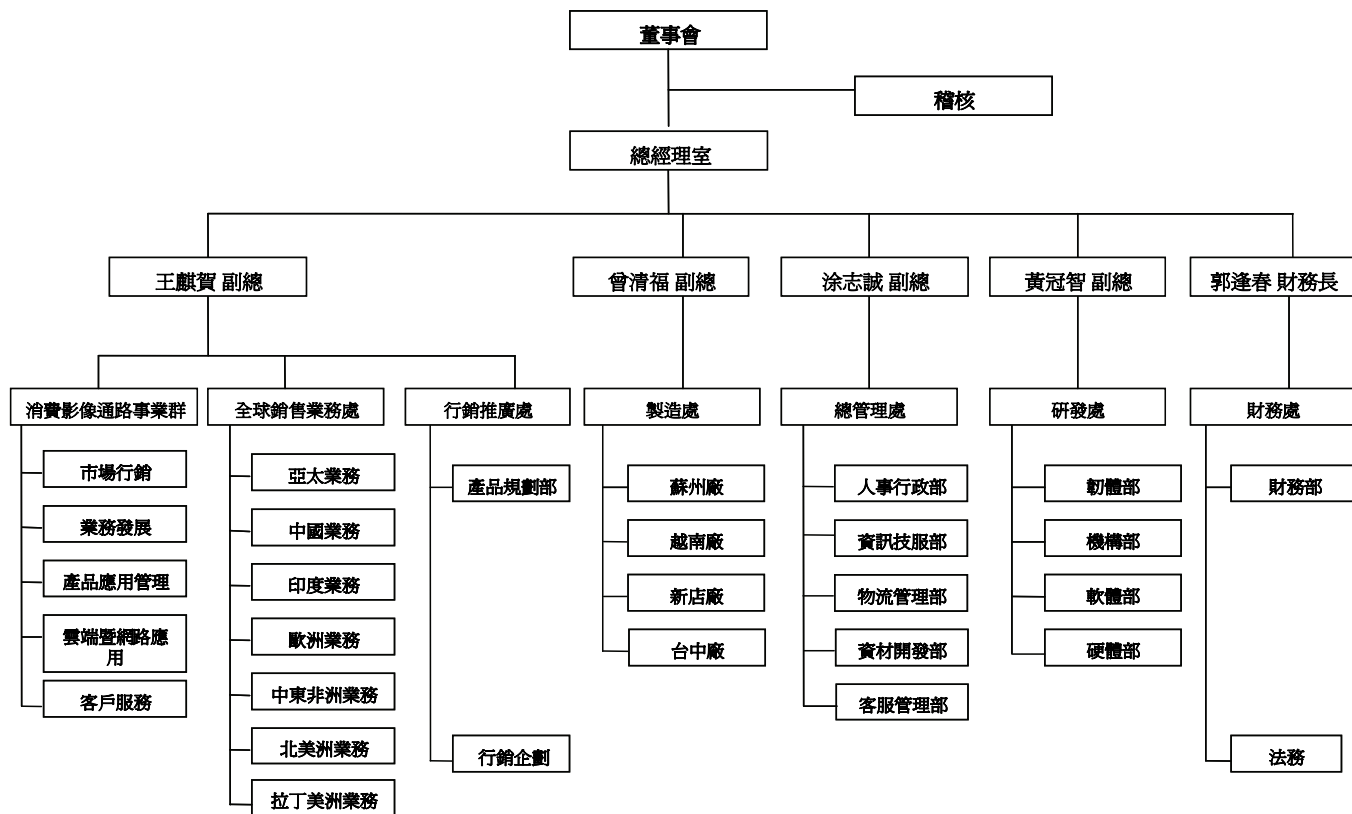 董事會
稽核
總經理室
王麒賀 副總
曾清福 副總
涂志誠 副總
黃冠智 副總
郭逢春 財務長
消費影像通路事業群
全球銷售業務處
行銷推廣處
製造處
總管理處
研發處
財務處
市場行銷
業務發展
產品應用管理
雲端暨網路應
用
客戶服務
亞太業務
中國業務
印度業務
歐洲業務
中東非洲業務
北美洲業務
拉丁美洲業務
產品規劃部
行銷企劃
蘇州廠
越南廠
新店廠
台中廠
人事行政部
資訊技服部
物流管理部
資材開發部
客服管理部
韌體部
機構部
軟體部
硬體部
財務部
法務